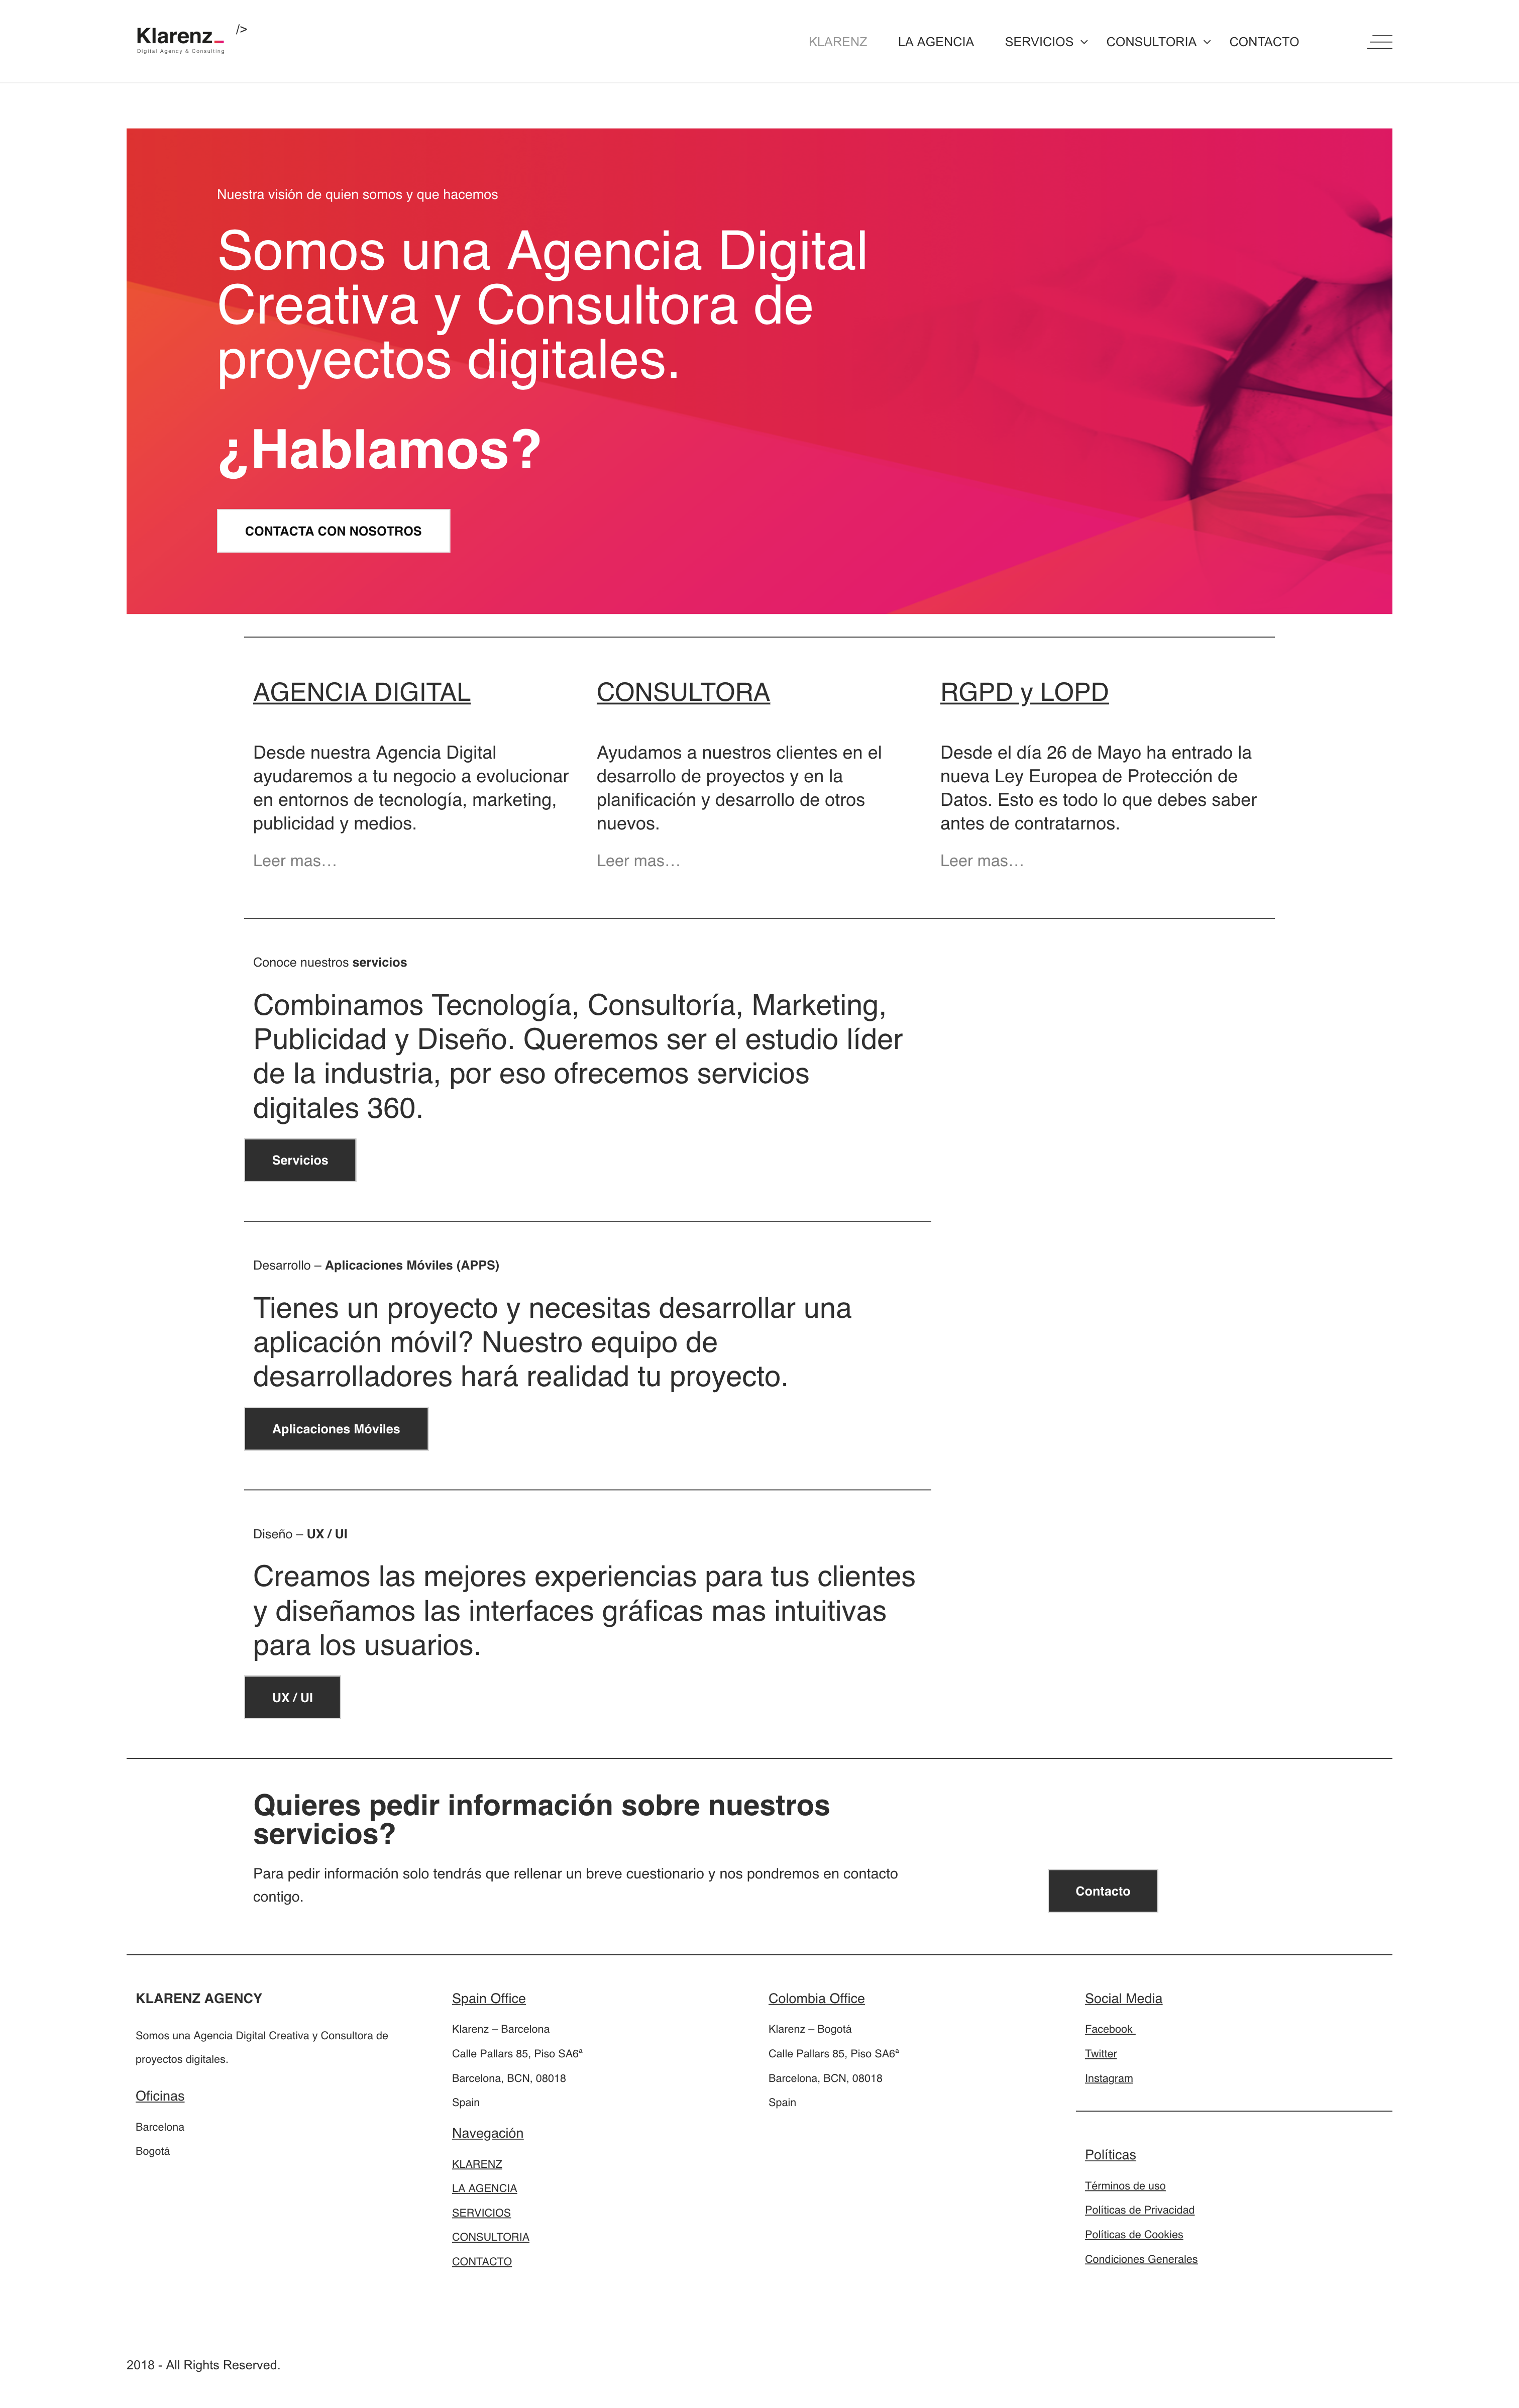 Klarenz_
Digital Agency & Consulting
/>
KLARENZ
LA AGENCIA
SERVICIOS
CONSULTORIA
CONTACTO
Nuestra visión de quien somos y que hacemos
Somos una Agencia Digital
Creativa y Consultora de
proyectos digitales.
¿Hablamos?
CONTACTA CON NOSOTROS
AGENCIA DIGITAL
Desde nuestra Agencia Digital
ayudaremos a tu negocio a evolucionar
en entornos de tecnología, marketing,
publicidad y medios.
Leer mas…
CONSULTORA
Ayudamos a nuestros clientes en el
desarrollo de proyectos y en la
planificación y desarrollo de otros
nuevos.
Leer mas…
RGPD y LOPD
Desde el día 26 de Mayo ha entrado la
nueva Ley Europea de Protección de
Datos. Esto es todo lo que debes saber
antes de contratarnos.
Leer mas…
Conoce nuestros servicios
Combinamos Tecnología, Consultoría, Marketing,
Publicidad y Diseño. Queremos ser el estudio líder
de la industria, por eso ofrecemos servicios
digitales 360.
Servicios
Desarrollo – Aplicaciones Móviles (APPS)
Tienes un proyecto y necesitas desarrollar una
aplicación móvil? Nuestro equipo de
desarrolladores hará realidad tu proyecto.
Aplicaciones Móviles
Diseño – UX / UI
Creamos las mejores experiencias para tus clientes
y diseñamos las interfaces gráficas mas intuitivas
para los usuarios.
UX / UI
Quieres pedir información sobre nuestros
servicios?
Para pedir información solo tendrás que rellenar un breve cuestionario y nos pondremos en contacto
contigo.
Contacto
KLARENZ AGENCY
Somos una Agencia Digital Creativa y Consultora de
proyectos digitales.
Oficinas
Barcelona
Bogotá
Spain Office
Klarenz – Barcelona
Calle Pallars 85, Piso SA6ª
Barcelona, BCN, 08018
Spain
Navegación
KLARENZ
LA AGENCIA
SERVICIOS
CONSULTORIA
CONTACTO
Colombia Office
Klarenz – Bogotá
Calle Pallars 85, Piso SA6ª
Barcelona, BCN, 08018
Spain
Social Media
Facebook
Twitter
Instagram
Políticas
Términos de uso
Políticas de Privacidad
Políticas de Cookies
Condiciones Generales
2018 - All Rights Reserved.